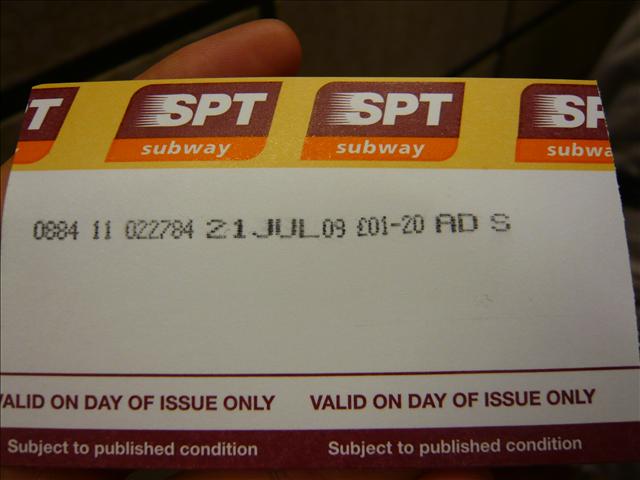 T SPT SPT SP
subway subway subwa
0884 11 022784 21JUL09 £01-20 AD S
VALID ON DAY OF ISSUE ONLY VALID ON DAY OF ISSUE ONLY
Subject to published condition Subject to published condition